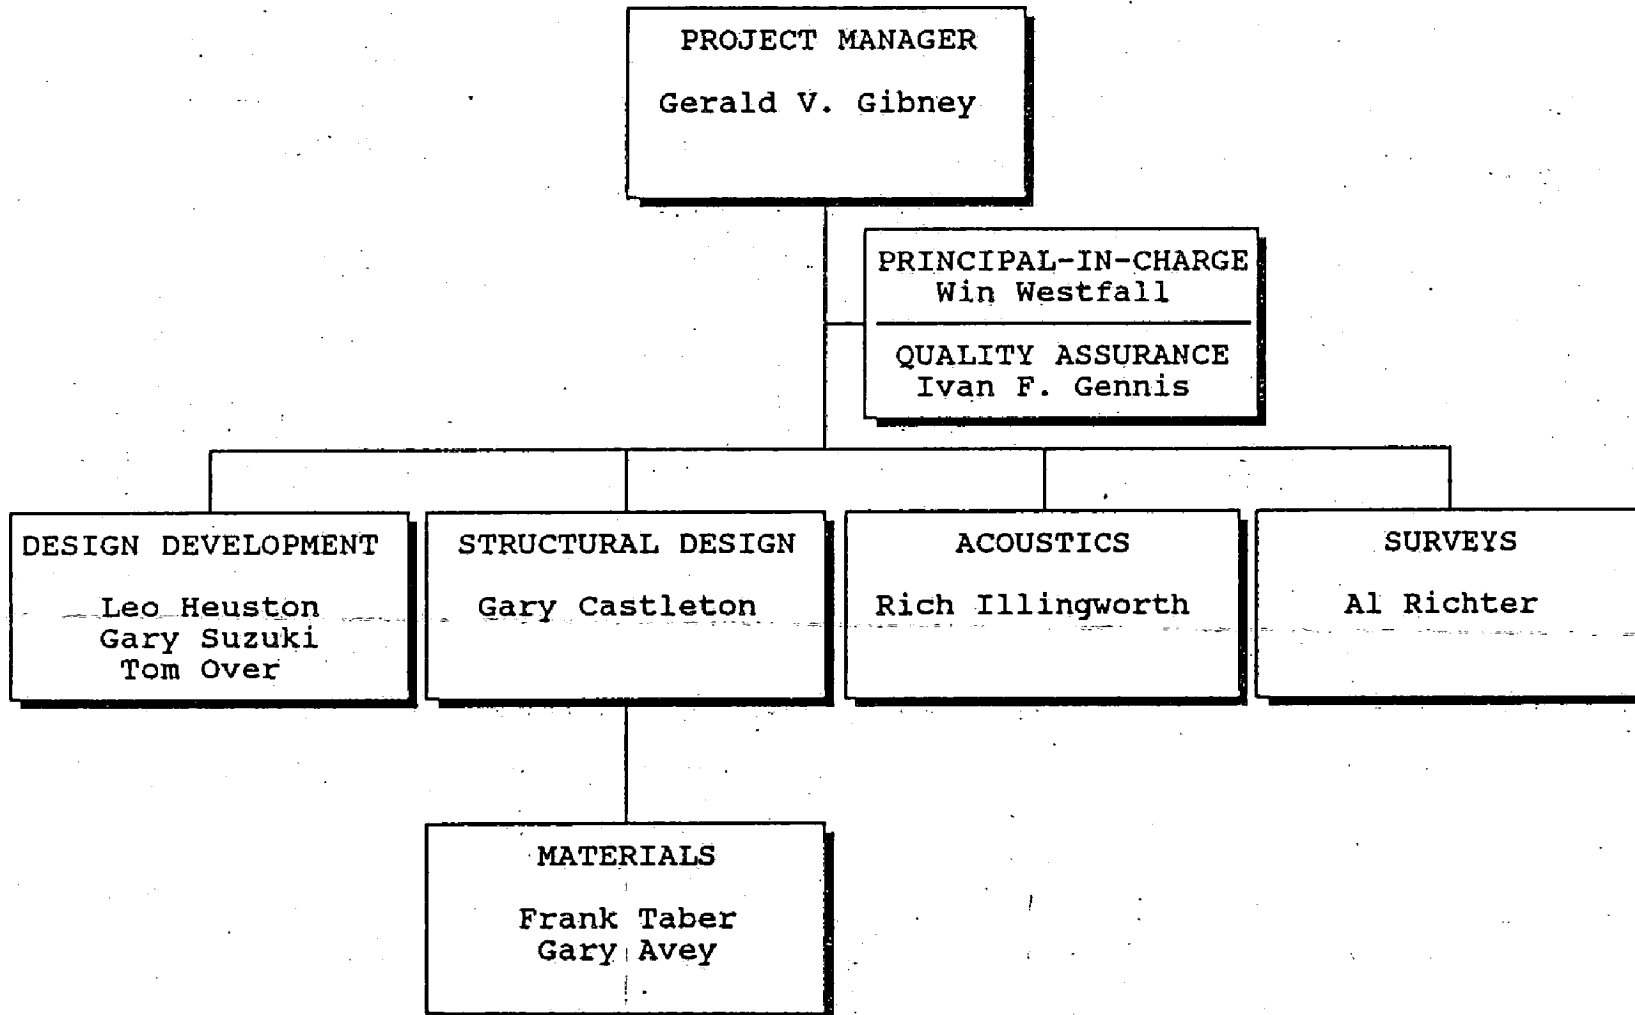 PROJECT MANAGER
Gerald V. Gibney
PRINCIPAL-IN-CHARGE
Win Westfall
QUALITY ASSURANCE
Ivan F. Gennis
DESIGN DEVELOPMENT
Leo Heuston
Gary Suzuki
Tom Over
STRUCTURAL DESIGN
Gary Castleton
ACOUSTICS
Rich Illingworth
SURVEYS
Al Richter
MATERIALS
Frank Taber
Gary Avey